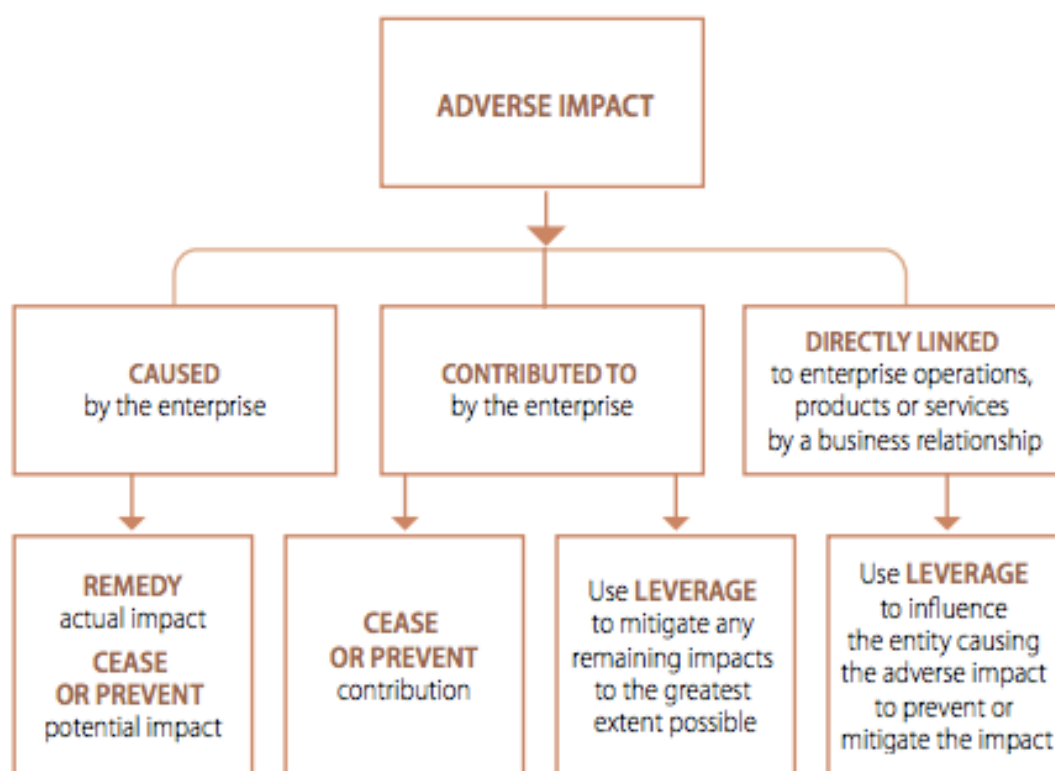 ADVERSE IMPACT
CAUSED
by the enterprise
CONTRIBUTED TO
by the enterprise
DIRECTLY LINKED
to enterprise operations,
products or services
by a business relationship
REMEDY
actual impact
CEASE
OR PREVENT
potential impact
CEASE
OR PREVENT
contribution
Use LEVERAGE
to mitigate any
remaining impacts
to the greatest
extent possible
Use LEVERAGE
to influence
the entity causing
the adverse impact
to prevent or
mitigate the impact